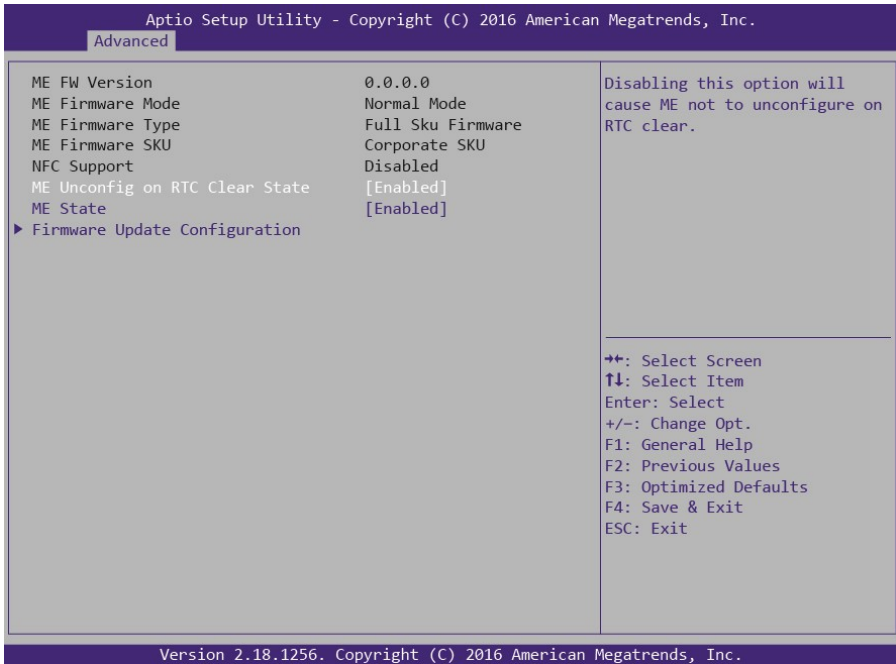 Aptio Setup Utility - Copyright (C) 2016 American Megatrends, Inc.
Advanced
ME FW Version 0.0.0.0
ME Firmware Mode Normal Mode
ME Firmware Type Full Sku Firmware
ME Firmware SKU Corporate SKU
NFC Support Disabled
ME Unconfig on RTC Clear State [Enabled]
ME State [Enabled]
▶ Firmware Update Configuration
Disabling this option will
cause ME not to unconfigure on
RTC clear.
→←: Select Screen
↑↓: Select Item
Enter: Select
+/−: Change Opt.
F1: General Help
F2: Previous Values
F3: Optimized Defaults
F4: Save & Exit
ESC: Exit
Version 2.18.1256. Copyright (C) 2016 American Megatrends, Inc.